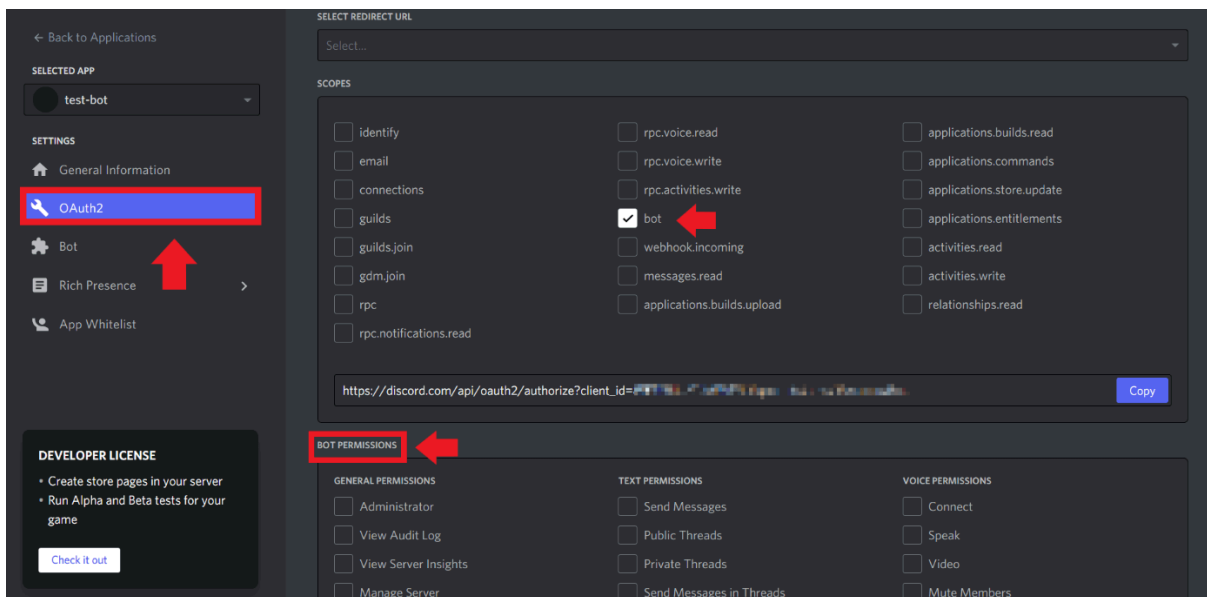 ← Back to Applications
SELECTED APP
test-bot
SETTINGS
General Information
OAuth2
Bot
Rich Presence
App Whitelist
DEVELOPER LICENSE
• Create store pages in your server
• Run Alpha and Beta tests for your
game
Check it out
SELECT REDIRECT URL
Select...
SCOPES
identify
email
connections
guilds
guilds.join
gdm.join
rpc
rpc.notifications.read
rpc.voice.read
rpc.voice.write
rpc.activities.write
bot
webhook.incoming
messages.read
applications.builds.upload
applications.builds.read
applications.commands
applications.store.update
applications.entitlements
activities.read
activities.write
relationships.read
https://discord.com/api/oauth2/authorize?client_id=
Copy
BOT PERMISSIONS
GENERAL PERMISSIONS
Administrator
View Audit Log
View Server Insights
Manage Server
TEXT PERMISSIONS
Send Messages
Public Threads
Private Threads
Send Messages in Threads
VOICE PERMISSIONS
Connect
Speak
Video
Mute Members